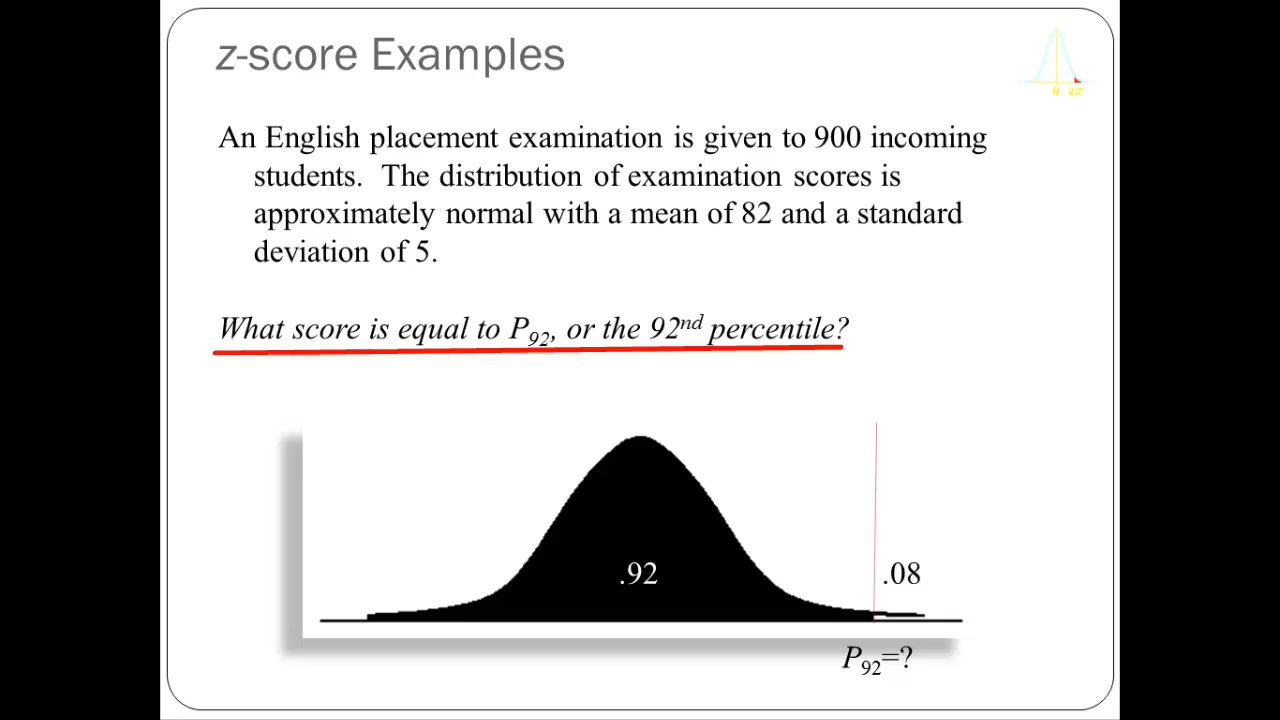 z-score Examples
0 2σ
An English placement examination is given to 900 incoming
students. The distribution of examination scores is
approximately normal with a mean of 82 and a standard
deviation of 5.
What score is equal to P92, or the 92nd percentile?
.92
.08
P92=?